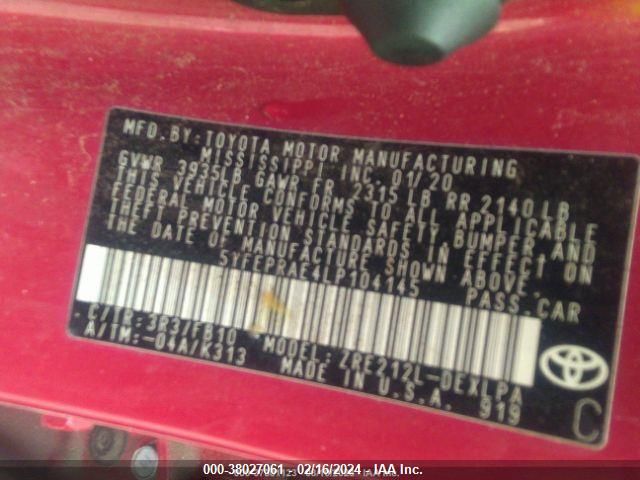 MFD. BY: TOYOTA MOTOR MANUFACTURING
MISSISSIPPI INC. 01/20
GVWR 3935LB GAWR FR 2315 LB RR 2140 LB
THIS VEHICLE CONFORMS TO ALL APPLICABLE
FEDERAL MOTOR VEHICLE SAFETY, BUMPER, AND
THEFT PREVENTION STANDARDS IN EFFECT ON
THE DATE OF MANUFACTURE SHOWN ABOVE.
5YFEPRAE4LP104145 PASS. CAR
C/TR: 3R3/FB10 MODEL: ZRE212L-DEXLPA
A/TM: -04A/K313 MADE IN U.S.A. 919
C
000-38027061 - 02/16/2024 - IAA Inc.